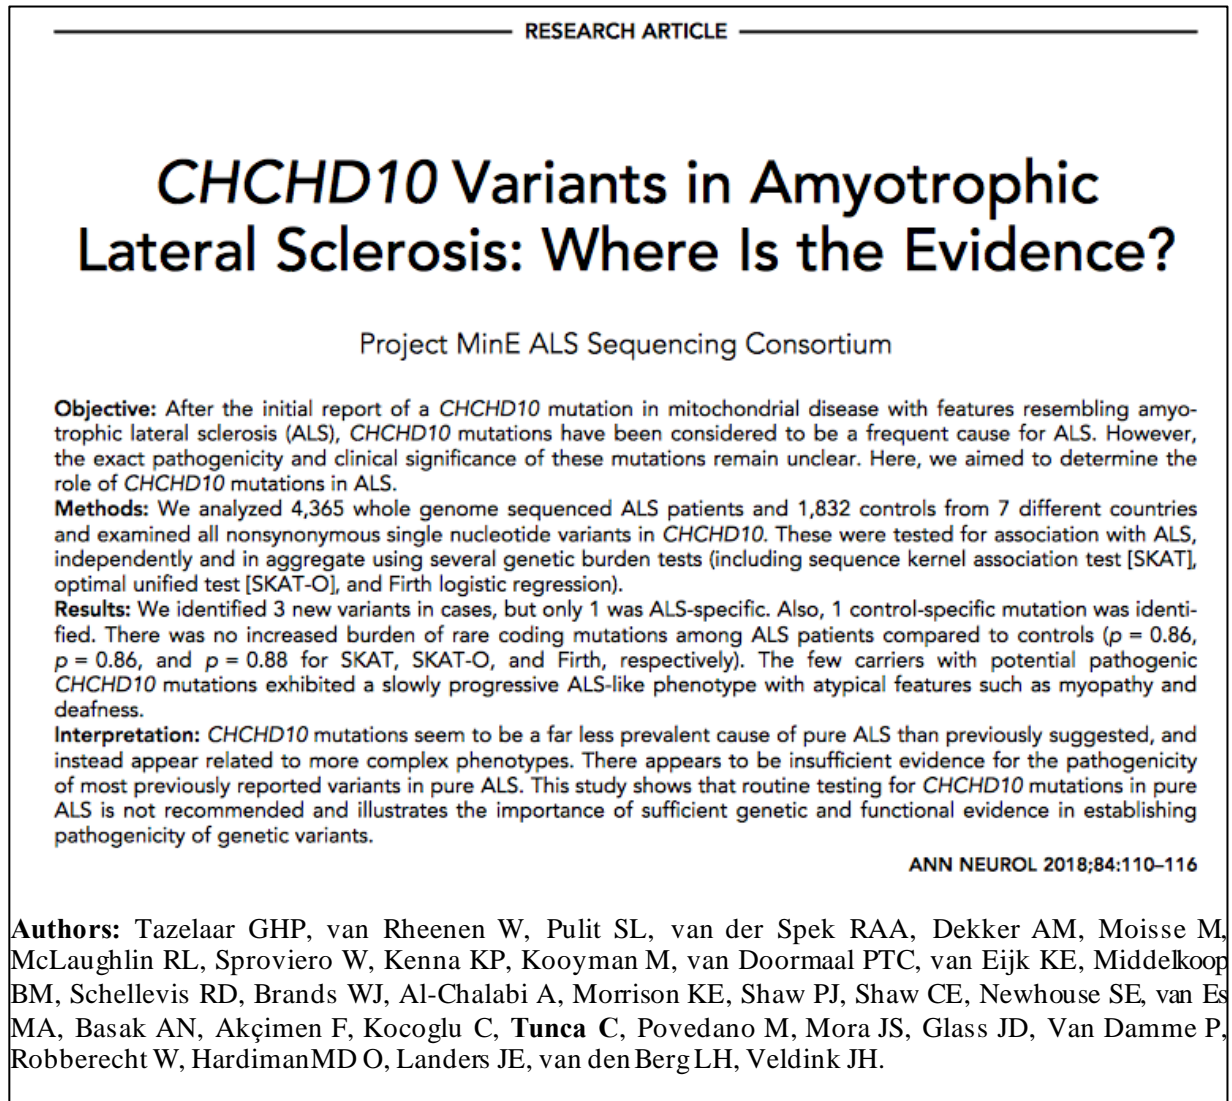 RESEARCH ARTICLE
CHCHD10 Variants in Amyotrophic
Lateral Sclerosis: Where Is the Evidence?
Project MinE ALS Sequencing Consortium
Objective: After the initial report of a CHCHD10 mutation in mitochondrial disease with features resembling amyo-
trophic lateral sclerosis (ALS), CHCHD10 mutations have been considered to be a frequent cause for ALS. However,
the exact pathogenicity and clinical significance of these mutations remain unclear. Here, we aimed to determine the
role of CHCHD10 mutations in ALS.
Methods: We analyzed 4,365 whole genome sequenced ALS patients and 1,832 controls from 7 different countries
and examined all nonsynonymous single nucleotide variants in CHCHD10. These were tested for association with ALS,
independently and in aggregate using several genetic burden tests (including sequence kernel association test [SKAT],
optimal unified test [SKAT-O], and Firth logistic regression).
Results: We identified 3 new variants in cases, but only 1 was ALS-specific. Also, 1 control-specific mutation was identi-
fied. There was no increased burden of rare coding mutations among ALS patients compared to controls (p = 0.86,
p = 0.86, and p = 0.88 for SKAT, SKAT-O, and Firth, respectively). The few carriers with potential pathogenic
CHCHD10 mutations exhibited a slowly progressive ALS-like phenotype with atypical features such as myopathy and
deafness.
Interpretation: CHCHD10 mutations seem to be a far less prevalent cause of pure ALS than previously suggested, and
instead appear related to more complex phenotypes. There appears to be insufficient evidence for the pathogenicity
of most previously reported variants in pure ALS. This study shows that routine testing for CHCHD10 mutations in pure
ALS is not recommended and illustrates the importance of sufficient genetic and functional evidence in establishing
pathogenicity of genetic variants.
ANN NEUROL 2018;84:110–116
Authors: Tazelaar GHP, van Rheenen W, Pulit SL, van der Spek RAA, Dekker AM, Moisse M,
McLaughlin RL, Sproviero W, Kenna KP, Kooyman M, van Doormaal PTC, van Eijk KE, Middelkoop
BM, Schellevis RD, Brands WJ, Al-Chalabi A, Morrison KE, Shaw PJ, Shaw CE, Newhouse SE, van Es
MA, Basak AN, Akçimen F, Kocoglu C, Tunca C, Povedano M, Mora JS, Glass JD, Van Damme P,
Robberecht W, HardimanMD O, Landers JE, van den Berg LH, Veldink JH.